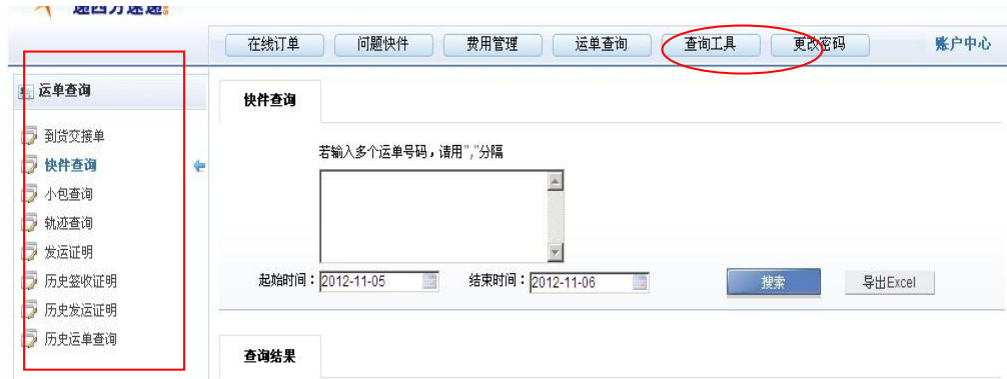 递四方速递
在线订单 问题快件 费用管理 运单查询 查询工具 更改密码 账户中心
运单查询
到货交接单
快件查询
小包查询
轨迹查询
发运证明
历史签收证明
历史发运证明
历史运单查询
快件查询
若输入多个运单号码，请用","分隔
起始时间：2012-11-05 结束时间：2012-11-06 搜索 导出Excel
查询结果